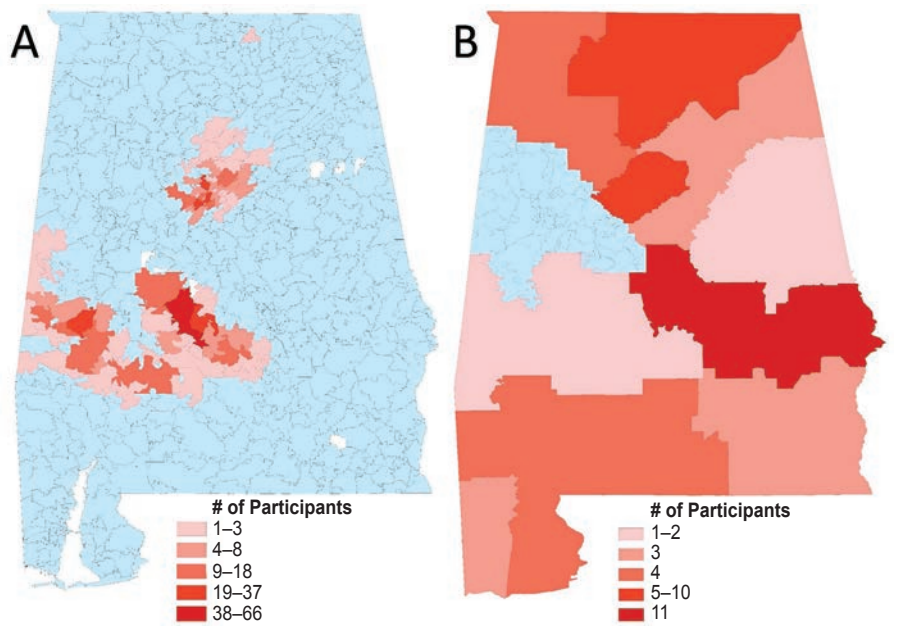 A
B
# of Participants
1–3
4–8
9–18
19–37
38–66
# of Participants
1–2
3
4
5–10
11